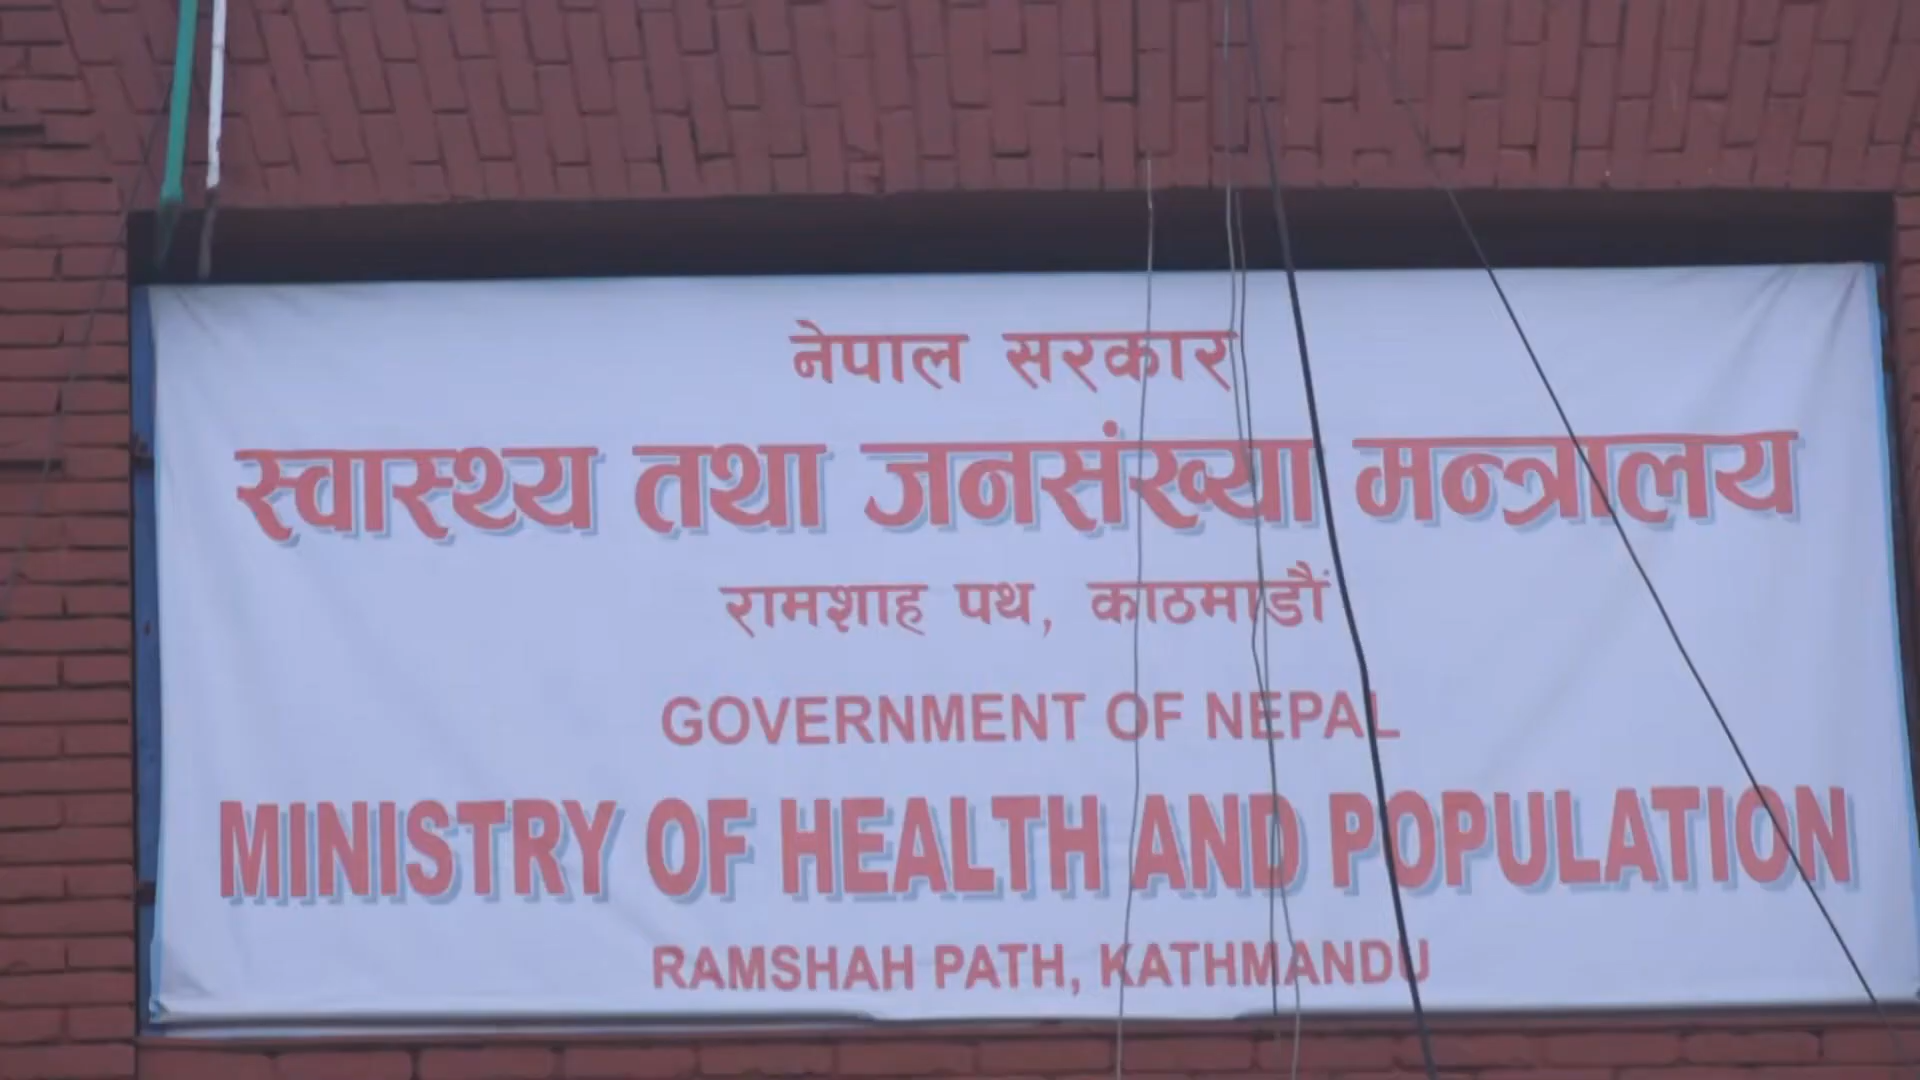 नेपाल सरकार
स्वास्थ्य तथा जनसंख्या मन्त्रालय
रामशाह पथ, काठमाडौं
GOVERNMENT OF NEPAL
MINISTRY OF HEALTH AND POPULATION
RAMSHAH PATH, KATHMANDU